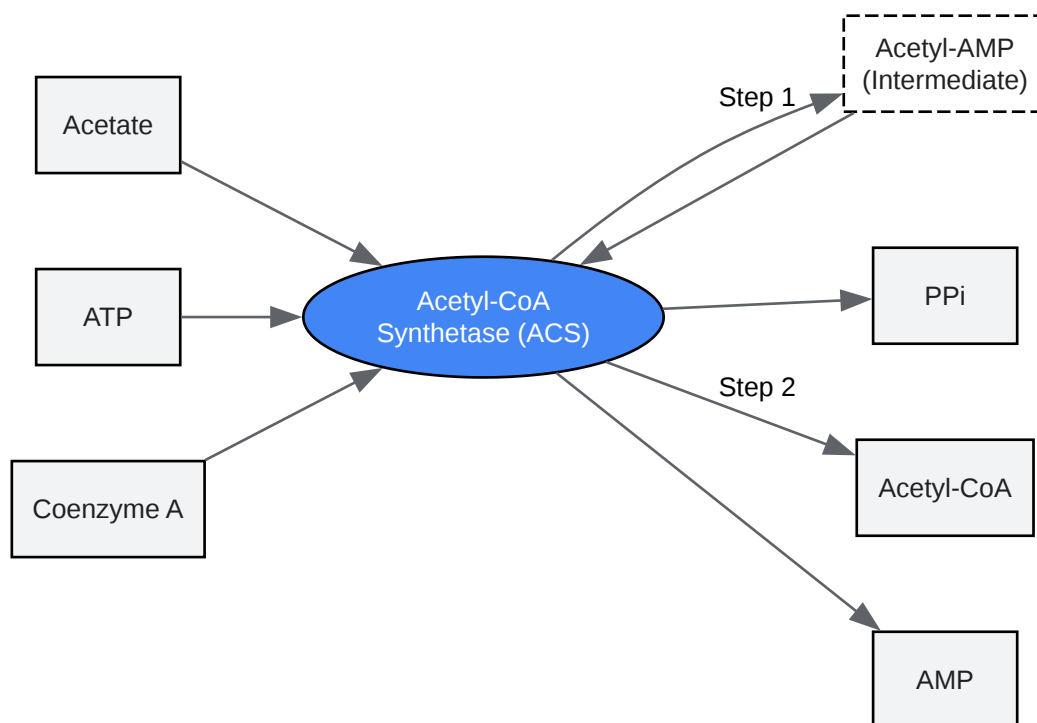 Acetyl-AMP
(Intermediate)
Step 1
Acetate
ATP
Acetyl-CoA
Synthetase (ACS)
PPi
Step 2
Coenzyme A
Acetyl-CoA
AMP